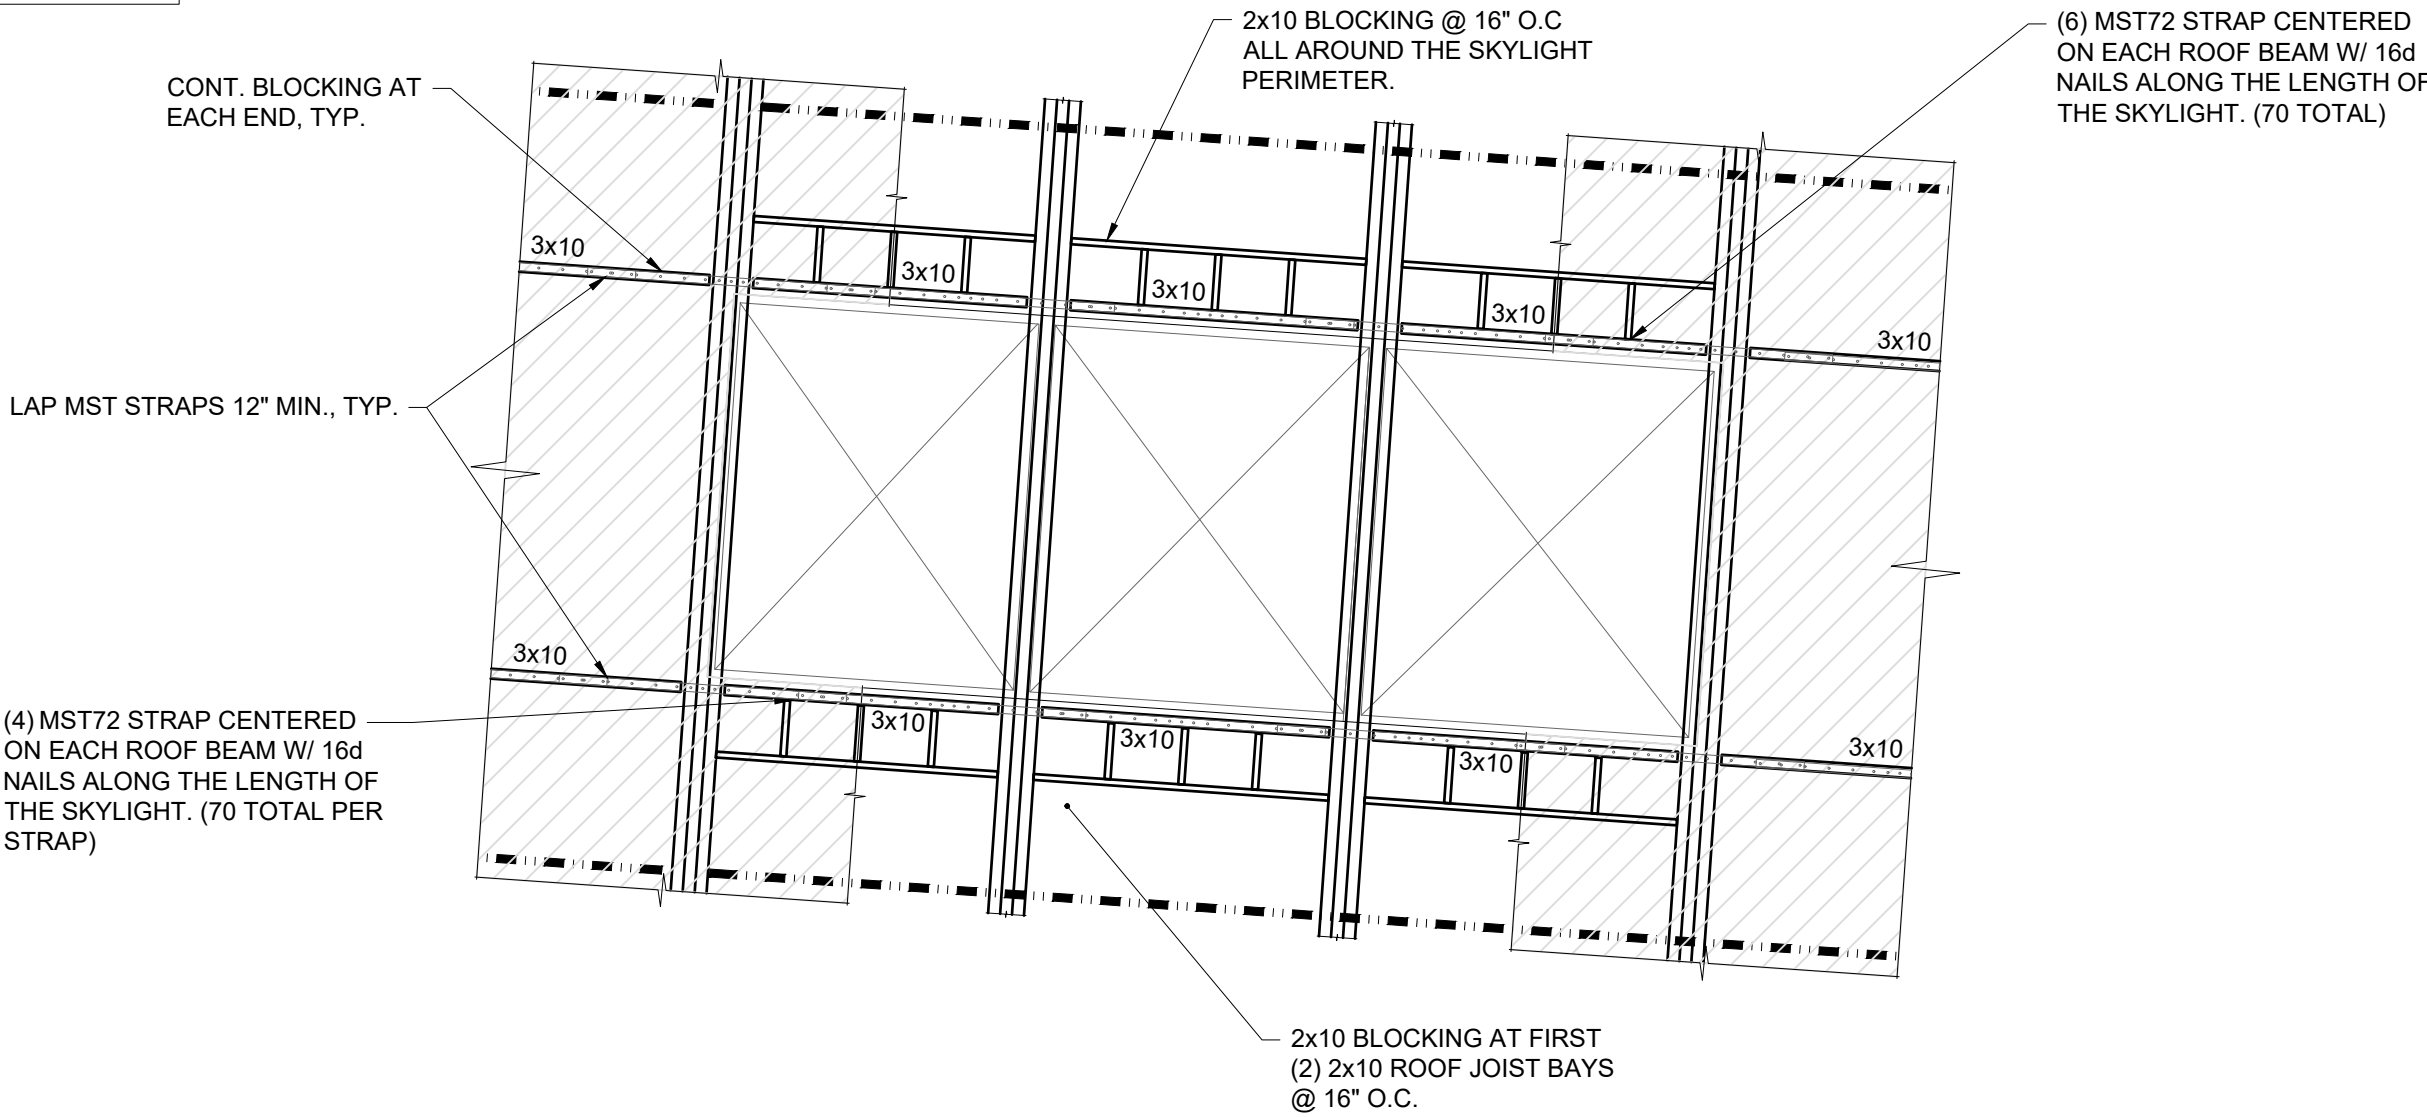 2x10 BLOCKING @ 16" O.C
ALL AROUND THE SKYLIGHT
PERIMETER.
(6) MST72 STRAP CENTERED
ON EACH ROOF BEAM W/ 16d
NAILS ALONG THE LENGTH OF
THE SKYLIGHT. (70 TOTAL)
CONT. BLOCKING AT
EACH END, TYP.
3x10
3x10
3x10
3x10
3x10
LAP MST STRAPS 12" MIN., TYP.
3x10
3x10
3x10
3x10
3x10
(4) MST72 STRAP CENTERED
ON EACH ROOF BEAM W/ 16d
NAILS ALONG THE LENGTH OF
THE SKYLIGHT. (70 TOTAL PER
STRAP)
2x10 BLOCKING AT FIRST
(2) 2x10 ROOF JOIST BAYS
@ 16" O.C.